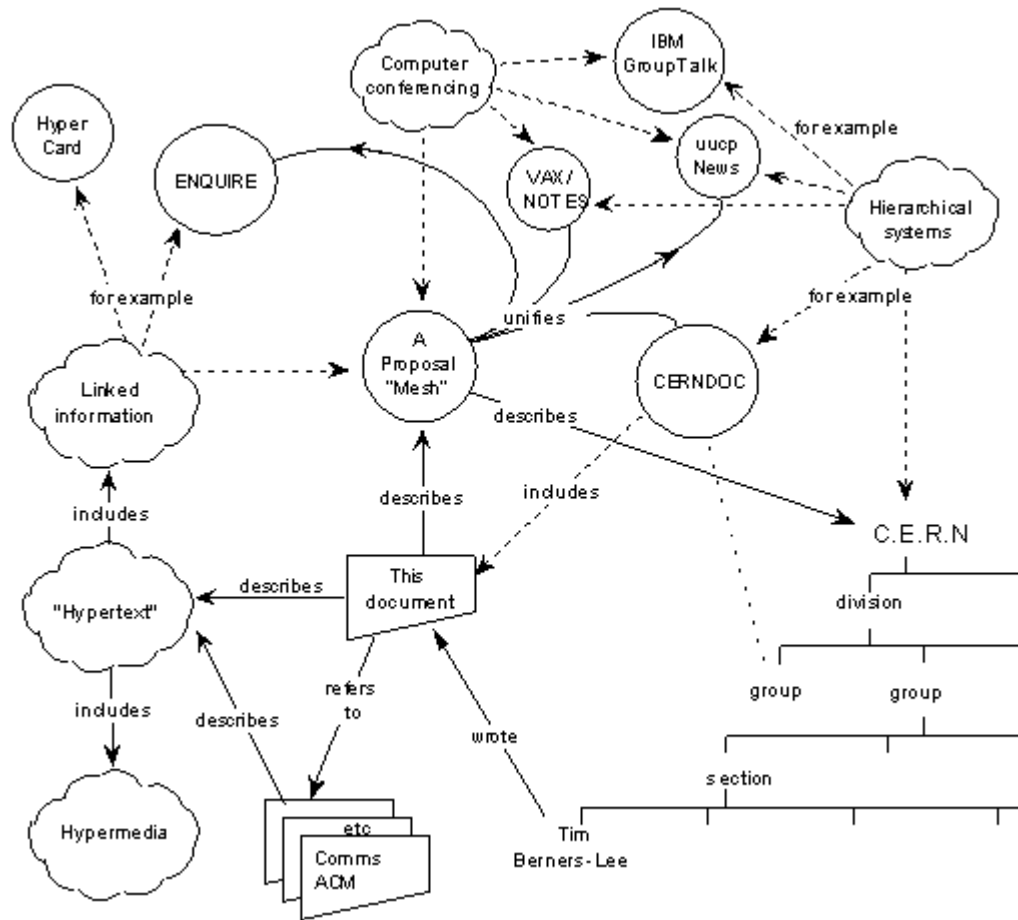 IBM
GroupTalk
Computer
conferencing
Hyper
Card
for example
uucp
News
ENQUIRE
VAX/
NOTES
Hierarchical
systems
for example
for example
unifies
A
Proposal
"Mesh"
CERNDOC
Linked
information
describes
includes
describes
includes
C.E.R.N
This
document
describes
"Hypertext"
division
refers
to
group
group
includes
describes
wrote
section
Hypermedia
etc
Tim
Berners-Lee
Comms
ACM